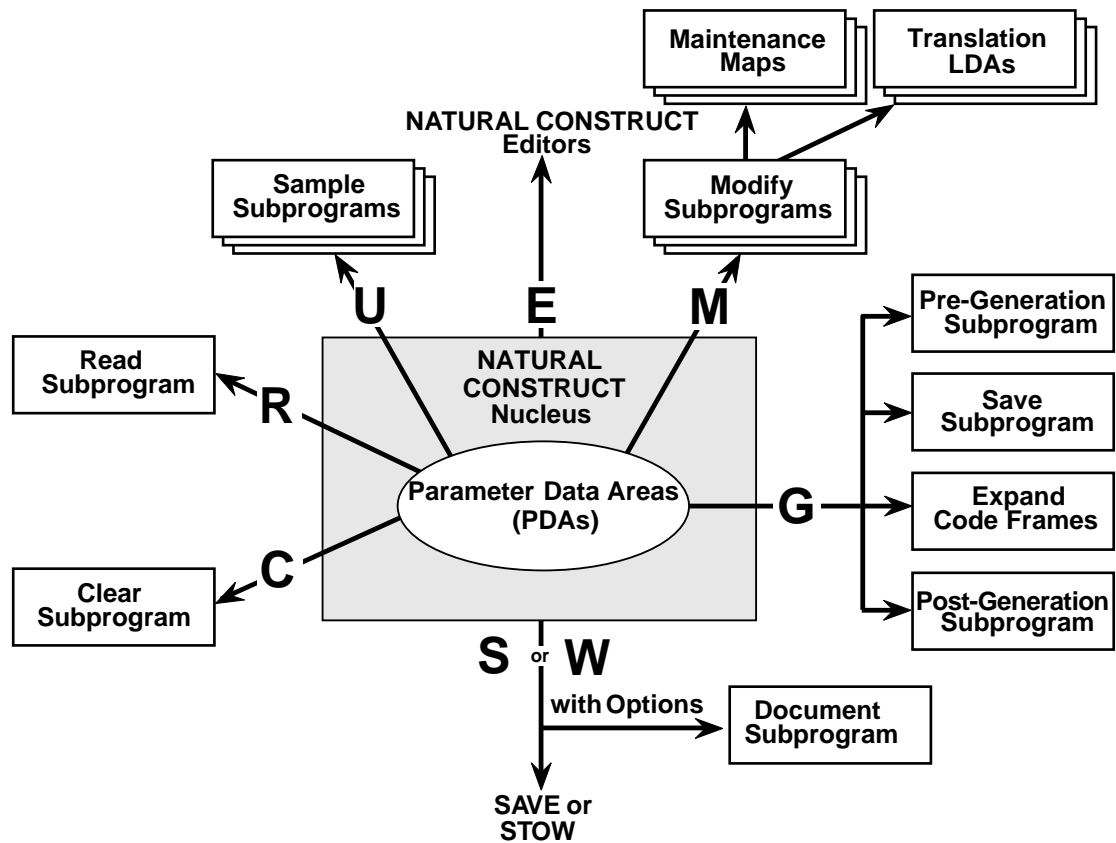 Maintenance
Maps
Translation
LDAs
NATURAL CONSTRUCT
Editors
Sample
Subprograms
Modify
Subprograms
U
E
M
Pre-Generation
Subprogram
Read
Subprogram
R
NATURAL
CONSTRUCT
Nucleus
Save
Subprogram
Parameter Data Areas
(PDAs)
G
Expand
Code Frames
C
Clear
Subprogram
Post-Generation
Subprogram
S or W
with Options
Document
Subprogram
SAVE or
STOW